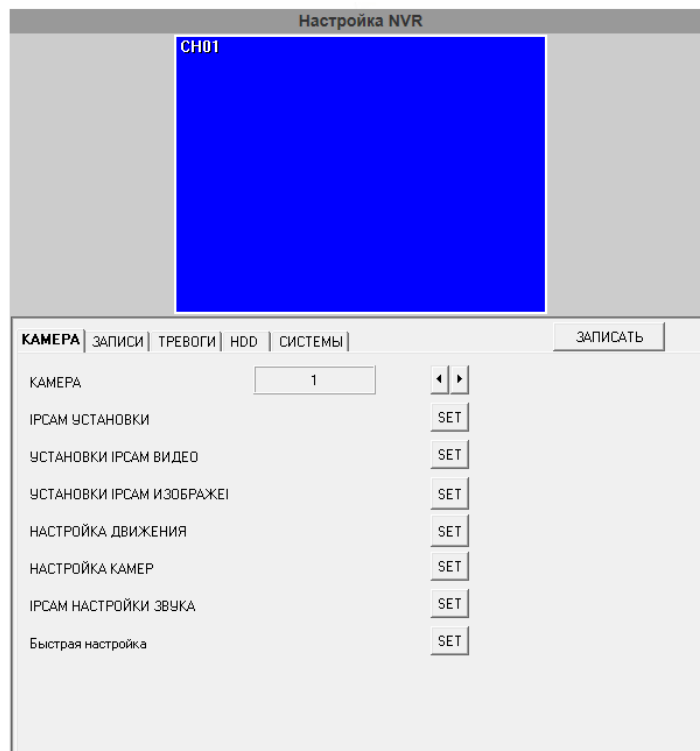 Настройка NVR
CH01
КАМЕРА ЗАПИСИ ТРЕВОГИ HDD СИСТЕМЫ ЗАПИСАТЬ
КАМЕРА 1
IPCAM УСТАНОВКИ SET
УСТАНОВКИ IPCAM ВИДЕО SET
УСТАНОВКИ IPCAM ИЗОБРАЖЕI SET
НАСТРОЙКА ДВИЖЕНИЯ SET
НАСТРОЙКА КАМЕР SET
IPCAM НАСТРОЙКИ ЗВУКА SET
Быстрая настройка SET